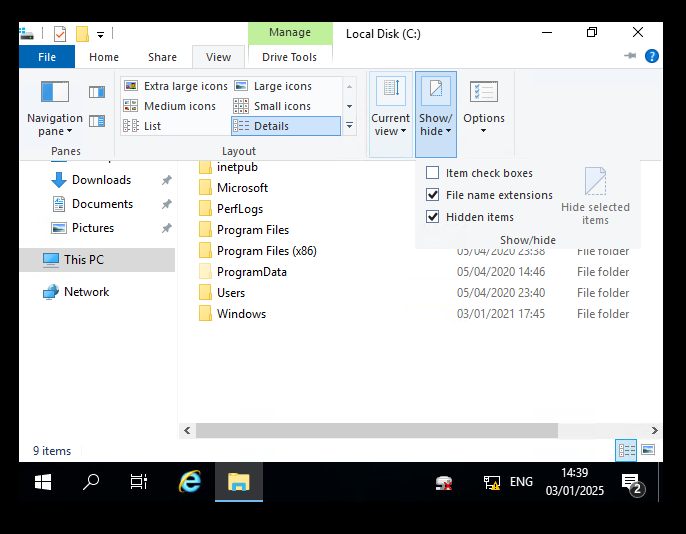 Manage
Local Disk (C:)
File
Home
Share
View
Drive Tools
Navigation
pane
Panes
Extra large icons
Large icons
Medium icons
Small icons
List
Details
Layout
Current
view
Show/
hide
Options
Item check boxes
File name extensions
Hidden items
Hide selected
items
Show/hide
Downloads
Documents
Pictures
This PC
Network
inetpub
Microsoft
PerfLogs
Program Files
Program Files (x86) 05/04/2020 23:38 File folder
ProgramData 05/04/2020 14:46 File folder
Users 05/04/2020 23:40 File folder
Windows 03/01/2021 17:45 File folder
9 items
ENG
14:39
03/01/2025
2